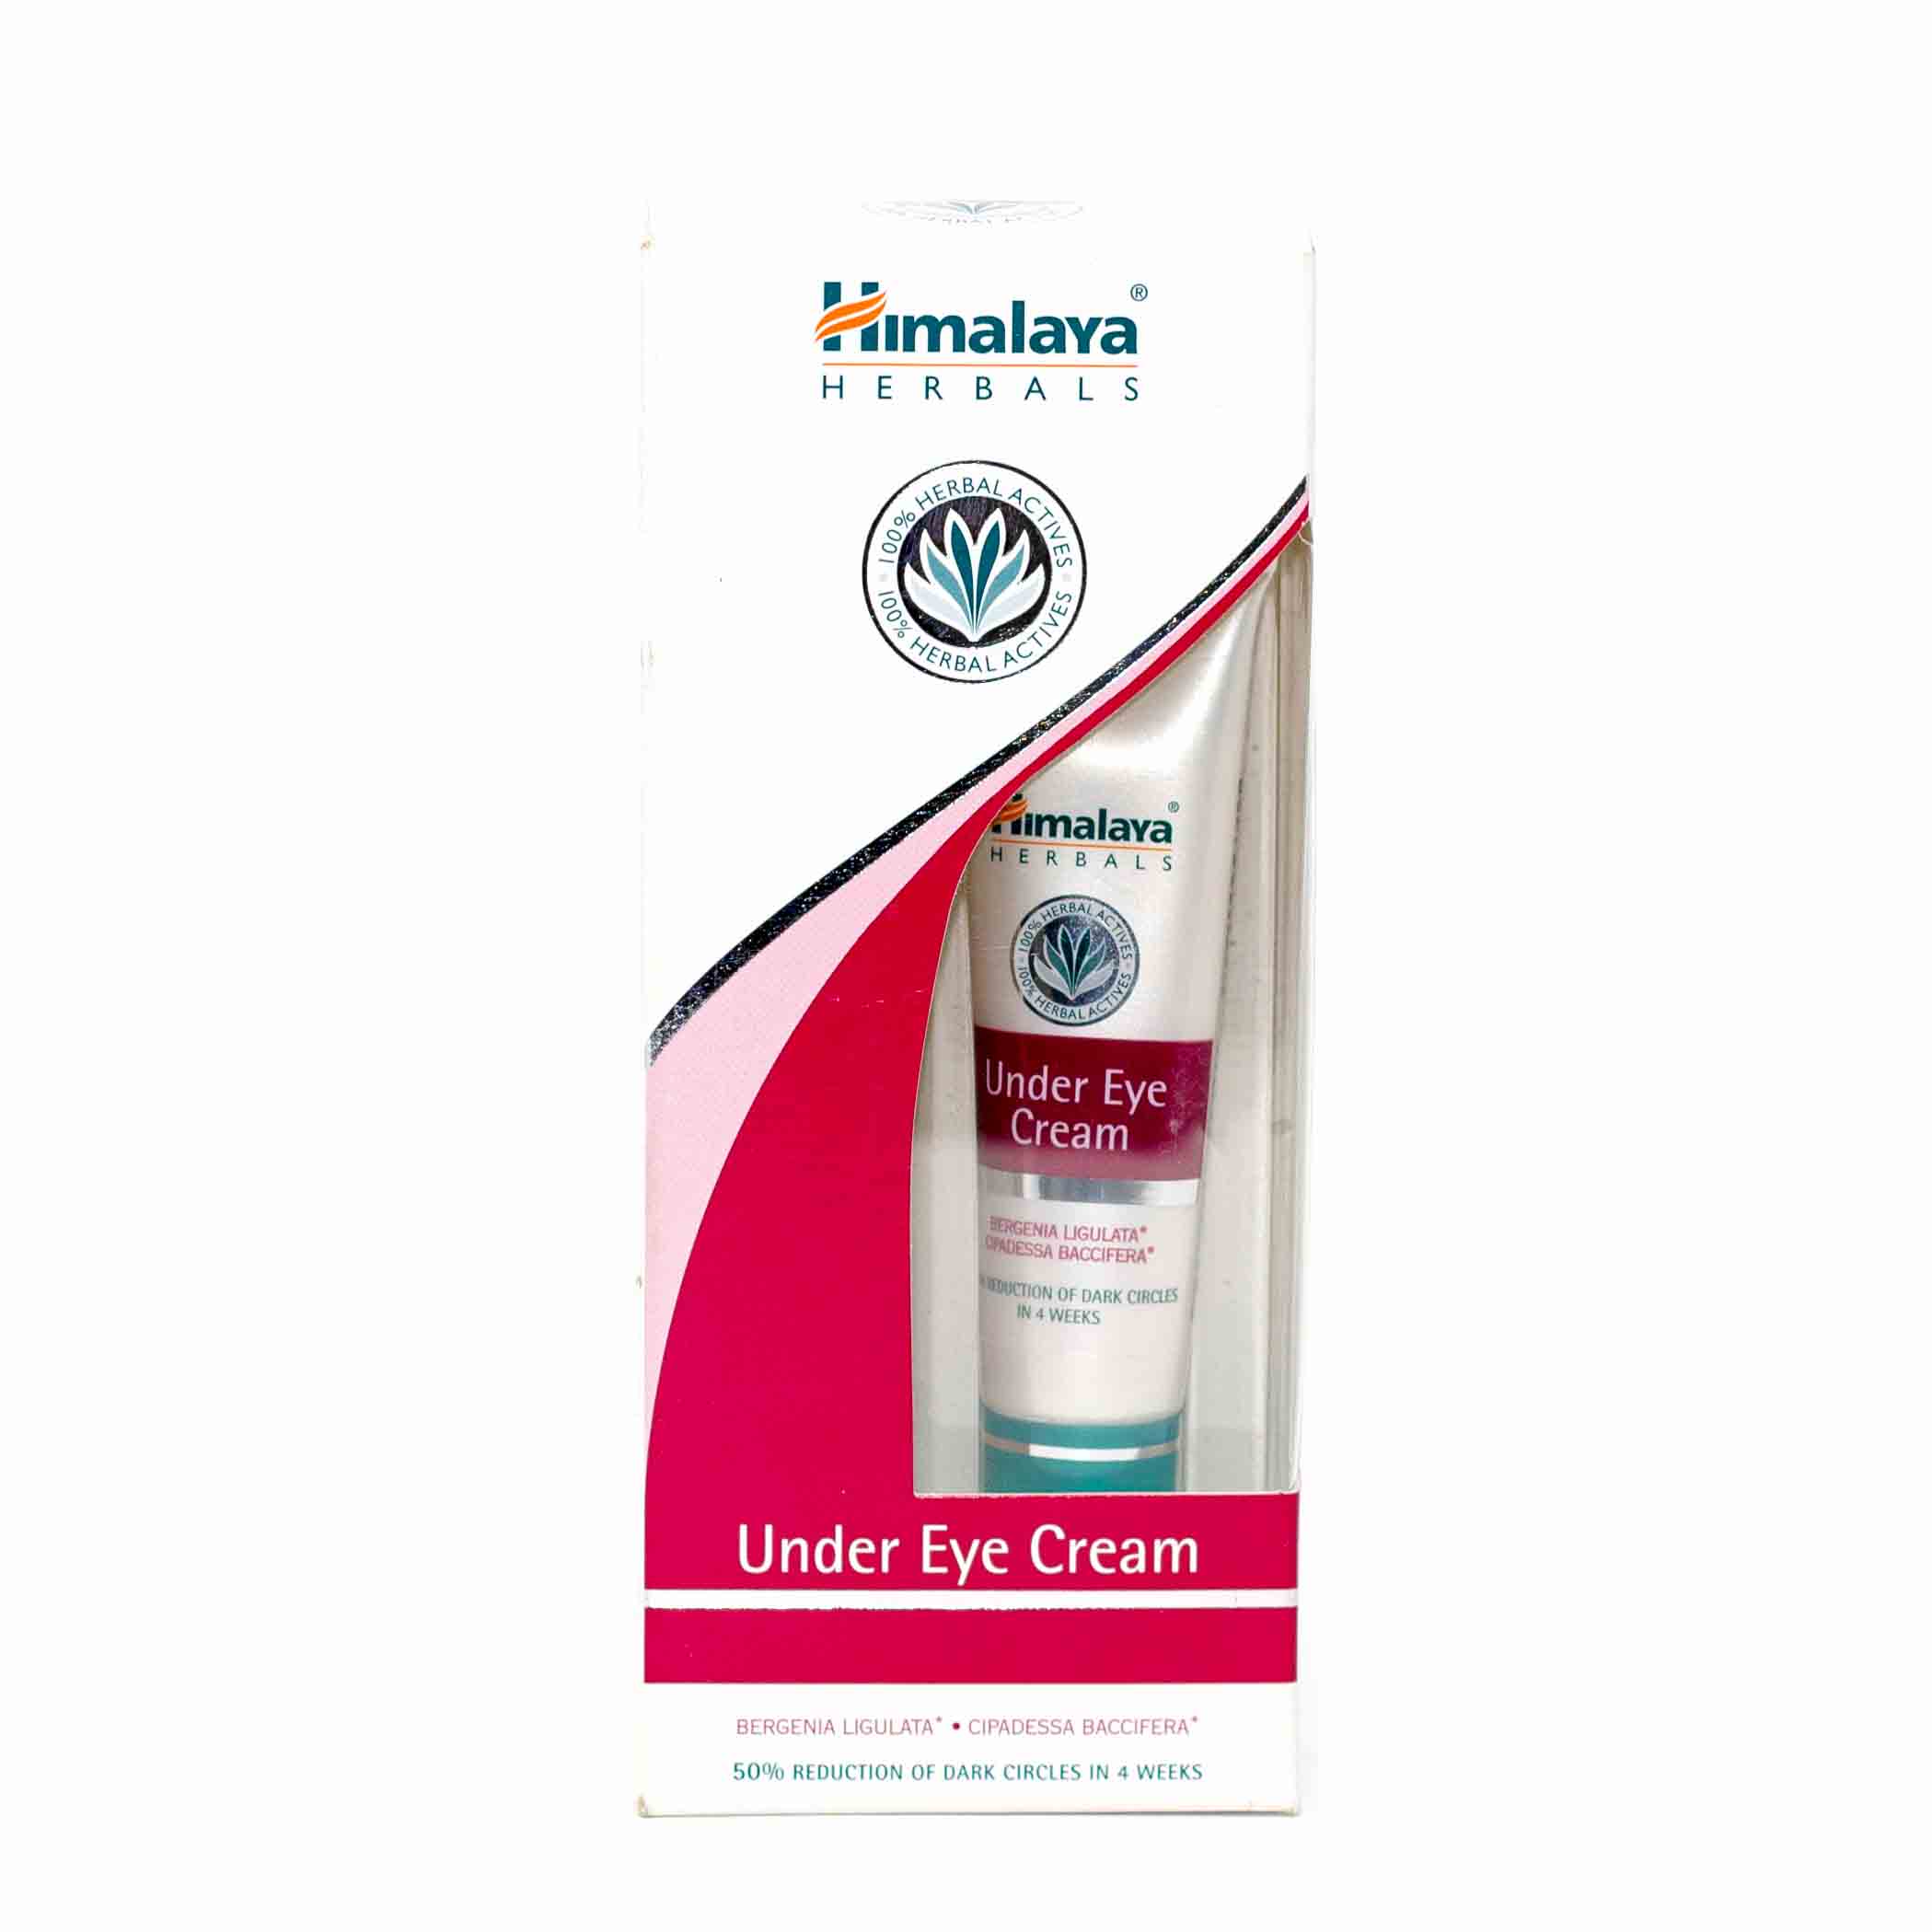 Himalaya®
HERBALS
100% HERBAL ACTIVES
100% HERBAL ACTIVES
Himalaya®
HERBALS
100% HERBAL ACTIVES
100% HERBAL ACTIVES
Under Eye
Cream
BERGENIA LIGULATA*
CIPADESSA BACCIFERA*
REDUCTION OF DARK CIRCLES
IN 4 WEEKS
Under Eye Cream
BERGENIA LIGULATA* • CIPADESSA BACCIFERA*
50% REDUCTION OF DARK CIRCLES IN 4 WEEKS